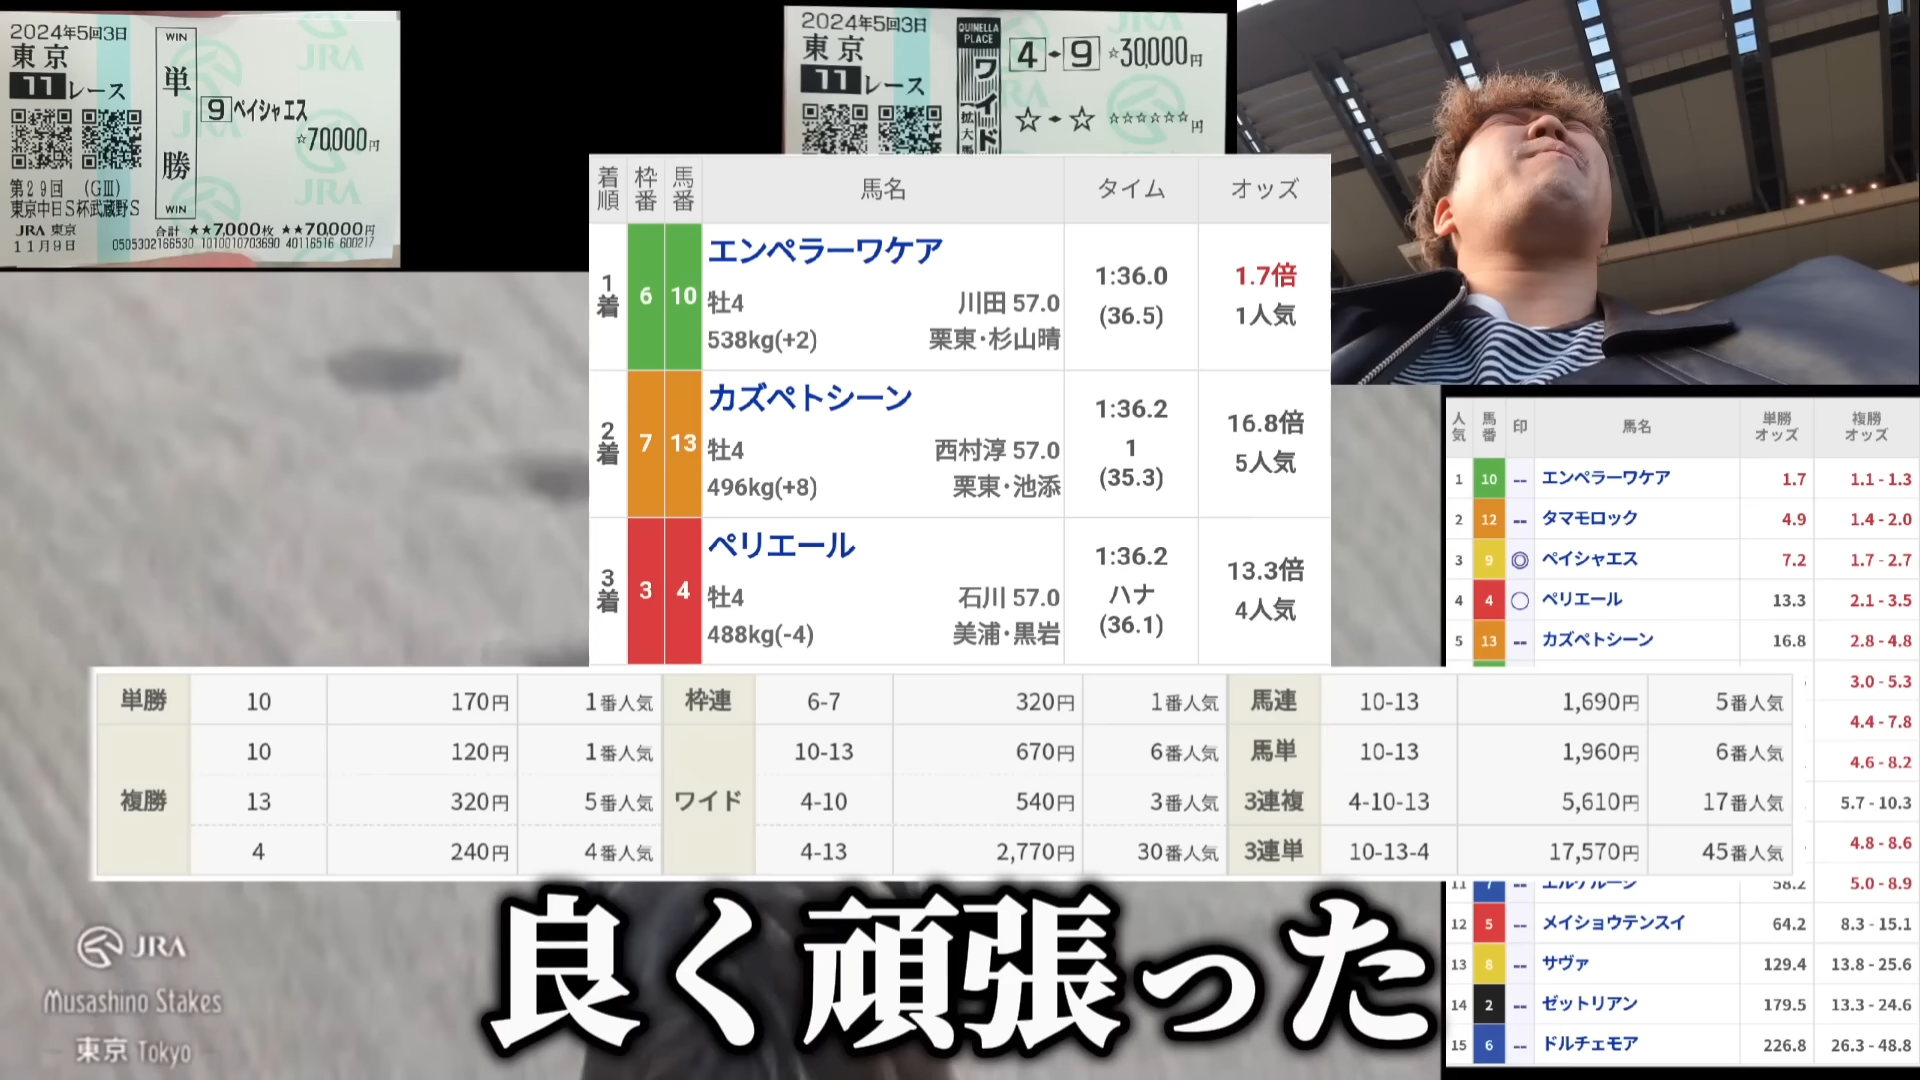 2024年5回3日
東京
11レース
WIN
単勝
WIN
9 ペイシャエス
☆70000円
第29回 (GⅢ)
東京中日S杯武蔵野S
JRA 東京
11月9日
合計 ★★7,000枚 ★★70,000円
0505302166530 1010010703690 40116516 600217
2024年5回3日
東京
11レース
QUINELLA PLACE
ワイド
4 - 9 ☆30,000円
☆ - ☆ ☆☆☆☆☆☆円
着順 枠番 馬番 馬名 タイム オッズ
1着 6 10 エンペラーワケア 1:36.0 1.7倍
牡4 川田 57.0 (36.5) 1人気
538kg(+2) 栗東・杉山晴
2着 7 13 カズペトシーン 1:36.2 16.8倍
牡4 西村淳 57.0 1 5人気
496kg(+8) 栗東・池添 (35.3)
3着 3 4 ペリエール 1:36.2 13.3倍
牡4 石川 57.0 ハナ 4人気
488kg(-4) 美浦・黒岩 (36.1)
人気 馬番 印 馬名 単勝オッズ 複勝オッズ
1 10 -- エンペラーワケア 1.7 1.1 - 1.3
2 12 -- タマモロック 4.9 1.4 - 2.0
3 9 ◎ ペイシャエス 7.2 1.7 - 2.7
4 4 ○ ペリエール 13.3 2.1 - 3.5
5 13 -- カズペトシーン 16.8 2.8 - 4.8
3.0 - 5.3
4.4 - 7.8
4.6 - 8.2
5.7 - 10.3
4.8 - 8.6
11 7 -- エルゲルージ 58.2 5.0 - 8.9
12 5 -- メイショウテンスイ 64.2 8.3 - 15.1
13 8 -- サヴァ 129.4 13.8 - 25.6
14 2 -- ゼットリアン 179.5 13.3 - 24.6
15 6 -- ドルチェモア 226.8 26.3 - 48.8
単勝 10 170円 1番人気
複勝 10 120円 1番人気
13 320円 5番人気
4 240円 4番人気
枠連 6-7 320円 1番人気
ワイド 10-13 670円 6番人気
4-10 540円 3番人気
4-13 2,770円 30番人気
馬連 10-13 1,690円 5番人気
馬単 10-13 1,960円 6番人気
3連複 4-10-13 5,610円 17番人気
3連単 10-13-4 17,570円 45番人気
良く頑張った
JRA
Musashino Stakes
東京 Tokyo